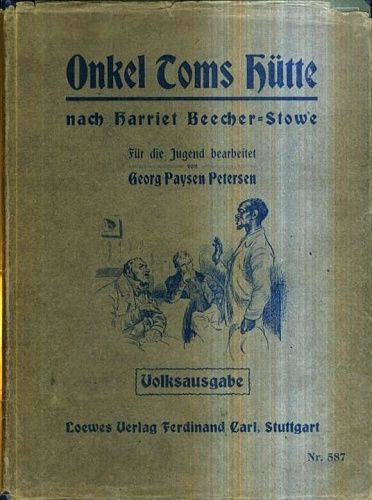 Onkel Toms Hütte
nach Harriet Beecher=Stowe
Für die Jugend bearbeitet
von
Georg Paysen Petersen
Volksausgabe
Loewes Verlag Ferdinand Carl, Stuttgart
Nr. 587